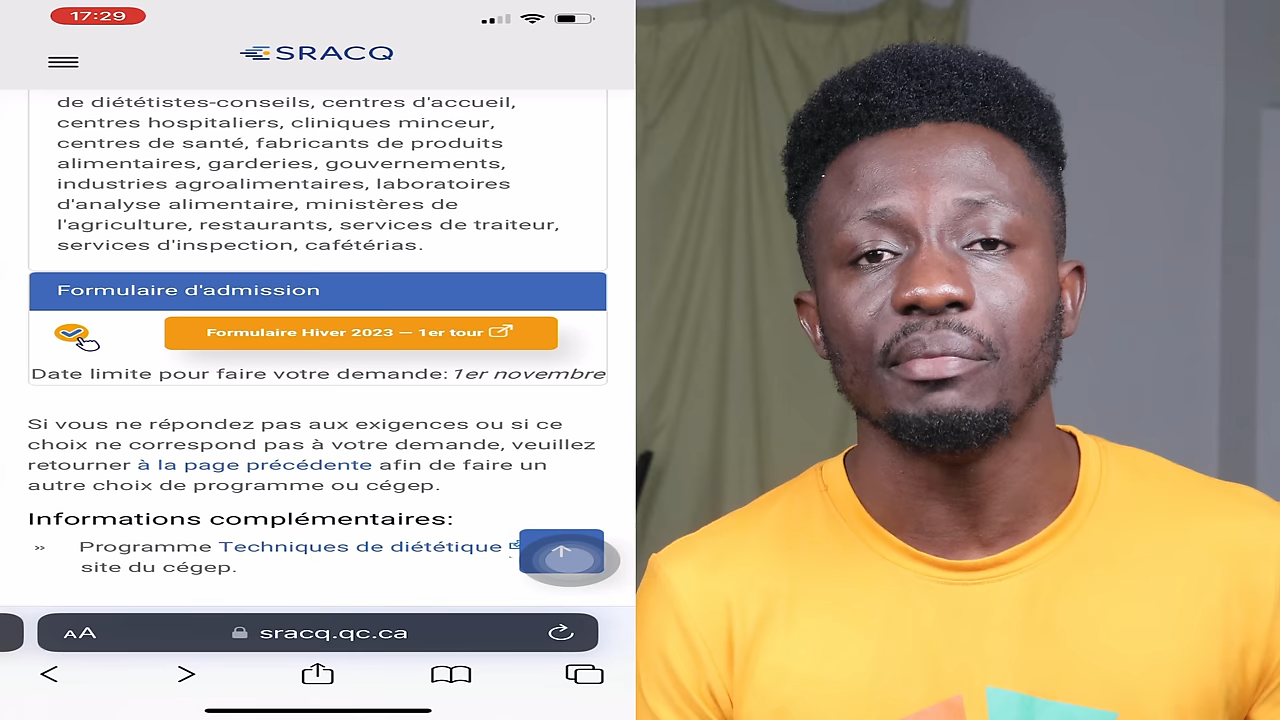 17:29
SRACQ
de diététistes-conseils, centres d'accueil,
centres hospitaliers, cliniques minceur,
centres de santé, fabricants de produits
alimentaires, garderies, gouvernements,
industries agroalimentaires, laboratoires
d'analyse alimentaire, ministères de
l'agriculture, restaurants, services de traiteur,
services d'inspection, cafétérias.
Formulaire d'admission
Formulaire Hiver 2023 — 1er tour
Date limite pour faire votre demande: 1er novembre
Si vous ne répondez pas aux exigences ou si ce
choix ne correspond pas à votre demande, veuillez
retourner à la page précédente afin de faire un
autre choix de programme ou cégep.
Informations complémentaires:
» Programme Techniques de diététique
site du cégep.
AA sracq.qc.ca